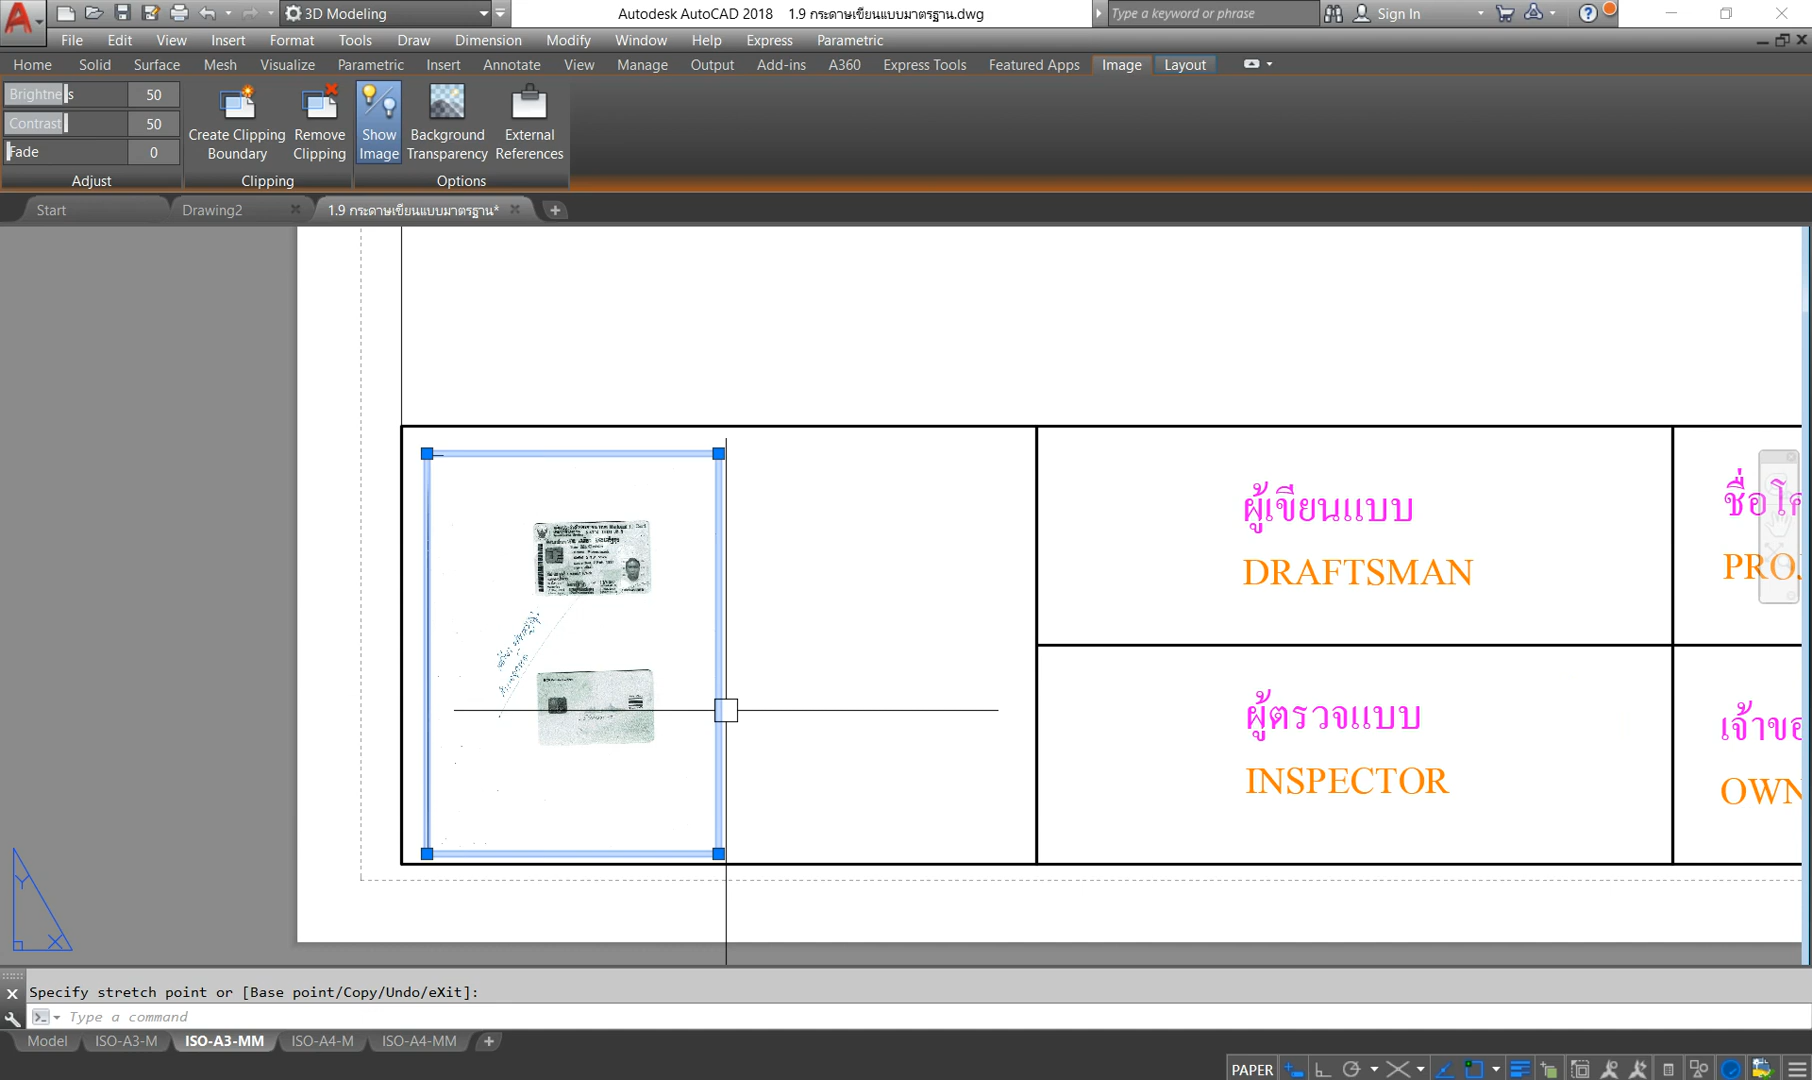 3D Modeling
Autodesk AutoCAD 2018   1.9 กระดาษเขียนแบบมาตรฐาน.dwg
Type a keyword or phrase
Sign In
File Edit View Insert Format Tools Draw Dimension Modify Window Help Express Parametric
Home Solid Surface Mesh Visualize Parametric Insert Annotate View Manage Output Add-ins A360 Express Tools Featured Apps Image Layout
Brightness 50
Contrast 50
Fade 0
Create Clipping Boundary
Remove Clipping
Show Image
Background Transparency
External References
Adjust Clipping Options
Start Drawing2 1.9 กระดาษเขียนแบบมาตรฐาน*
ผู้เขียนแบบ
DRAFTSMAN
ผู้ตรวจแบบ
INSPECTOR
Y
X
Specify stretch point or [Base point/Copy/Undo/eXit]:
Type a command
Model ISO-A3-M ISO-A3-MM ISO-A4-M ISO-A4-MM
PAPER